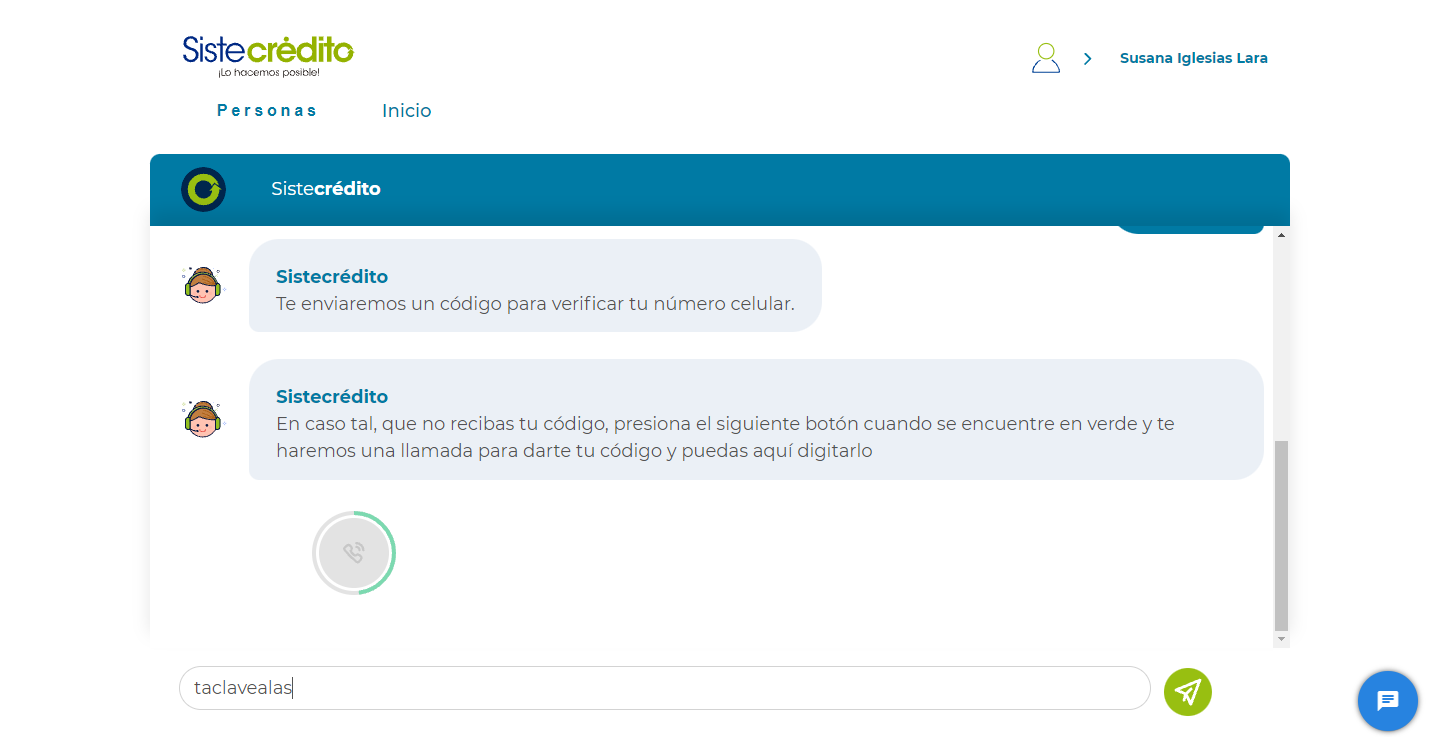 Sistecrédito
¡Lo hacemos posible!
Susana Iglesias Lara
Personas
Inicio
Sistecrédito
Sistecrédito
Te enviaremos un código para verificar tu número celular.
Sistecrédito
En caso tal, que no recibas tu código, presiona el siguiente botón cuando se encuentre en verde y te
haremos una llamada para darte tu código y puedas aquí digitarlo
taclavealas